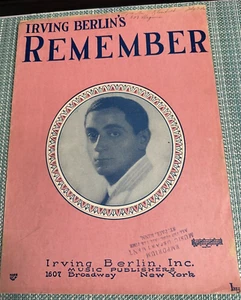 IRVING BERLIN'S
REMEMBER
Irving Berlin, Inc.
MUSIC PUBLISHERS
1607 Broadway New York